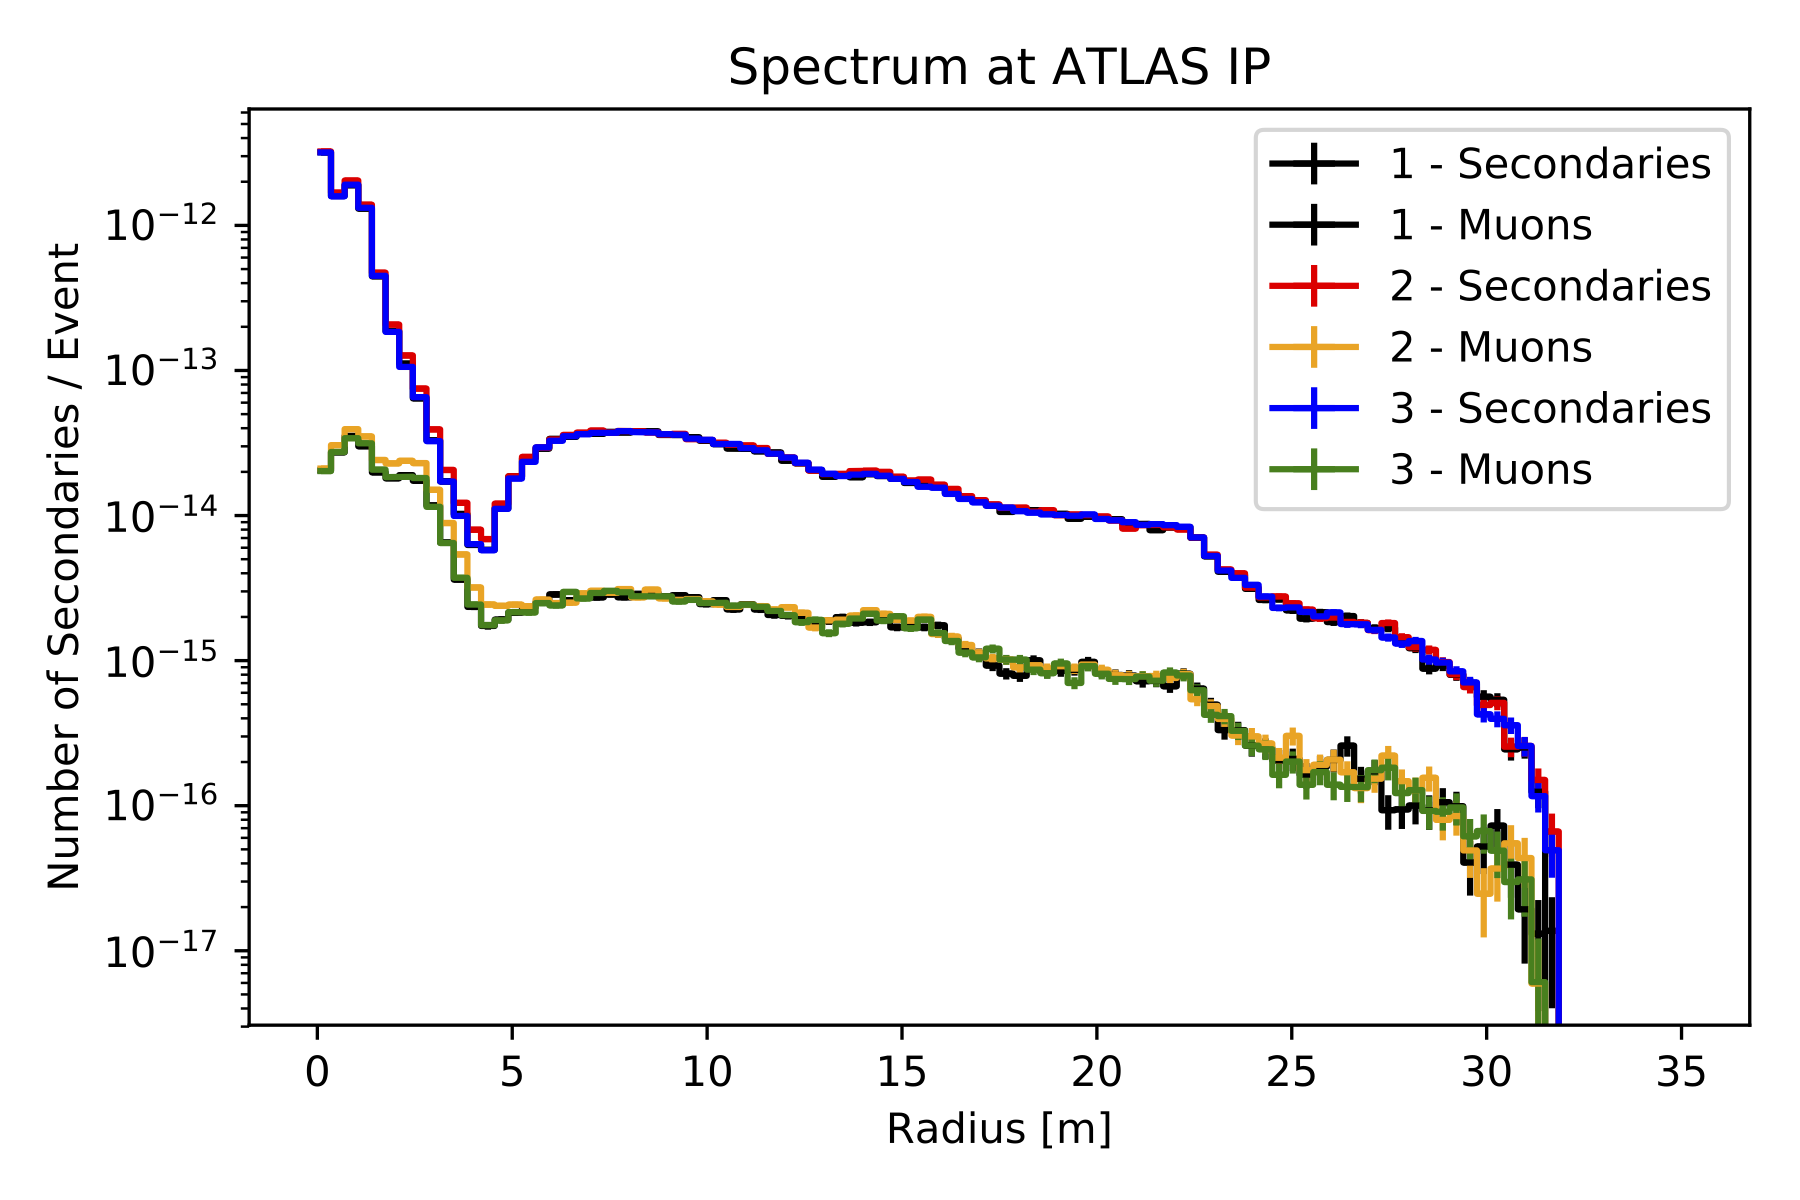 Spectrum at ATLAS IP
Number of Secondaries / Event
10⁻¹²
10⁻¹³
10⁻¹⁴
10⁻¹⁵
10⁻¹⁶
10⁻¹⁷
1 - Secondaries
1 - Muons
2 - Secondaries
2 - Muons
3 - Secondaries
3 - Muons
0 5 10 15 20 25 30 35
Radius [m]